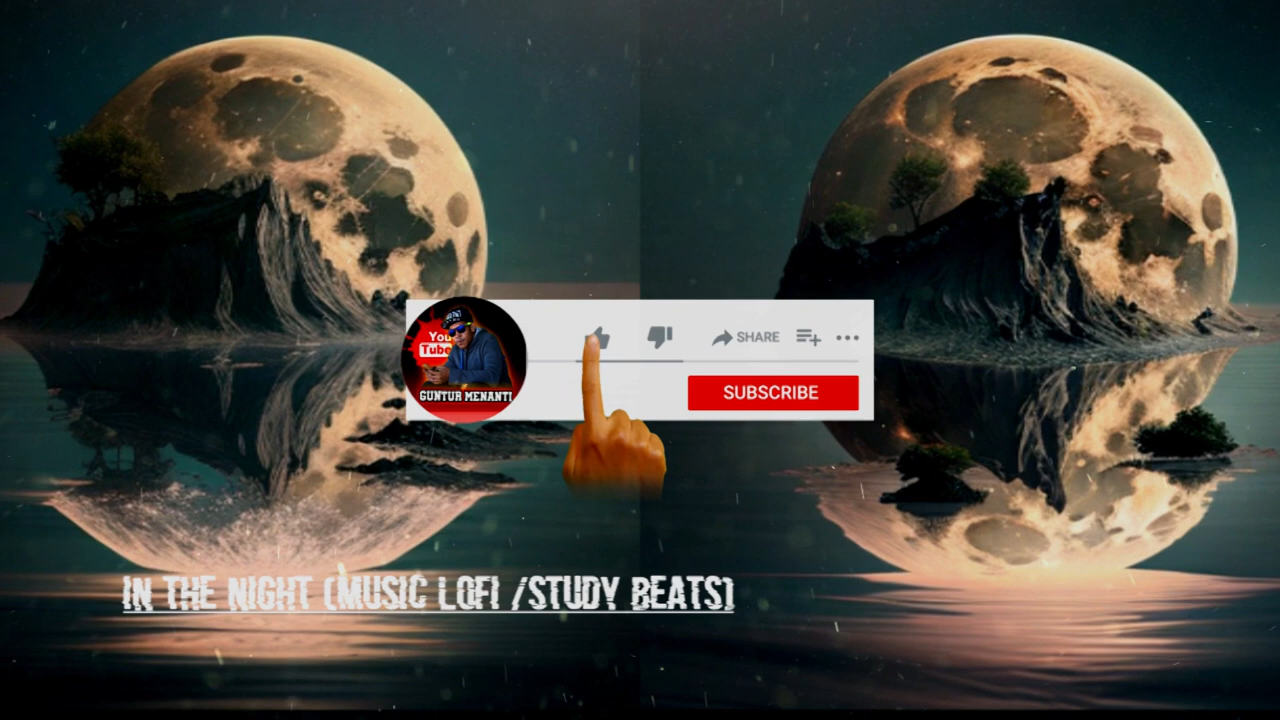 You
Tube
GUNTUR MENANTI
SHARE
SUBSCRIBE
IN THE NIGHT (MUSIC LOFI /STUDY BEATS)